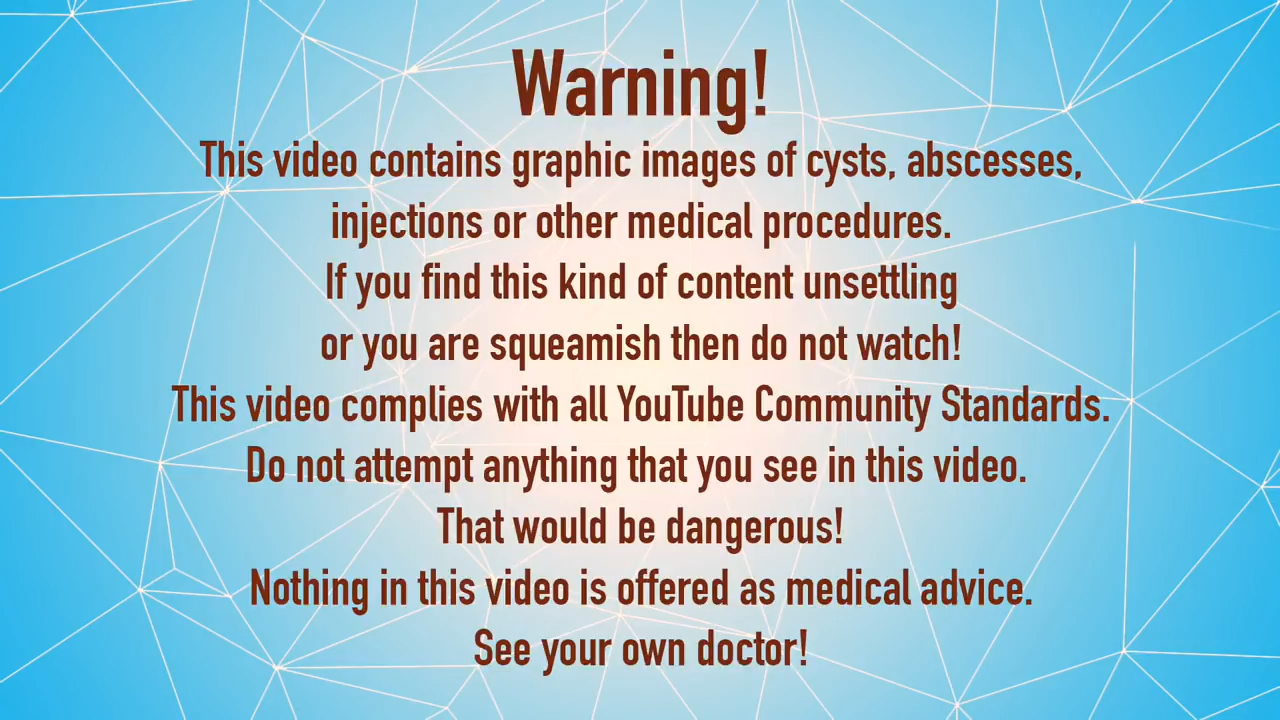 Warning!
This video contains graphic images of cysts, abscesses,
injections or other medical procedures.
If you find this kind of content unsettling
or you are squeamish then do not watch!
This video complies with all YouTube Community Standards.
Do not attempt anything that you see in this video.
That would be dangerous!
Nothing in this video is offered as medical advice.
See your own doctor!